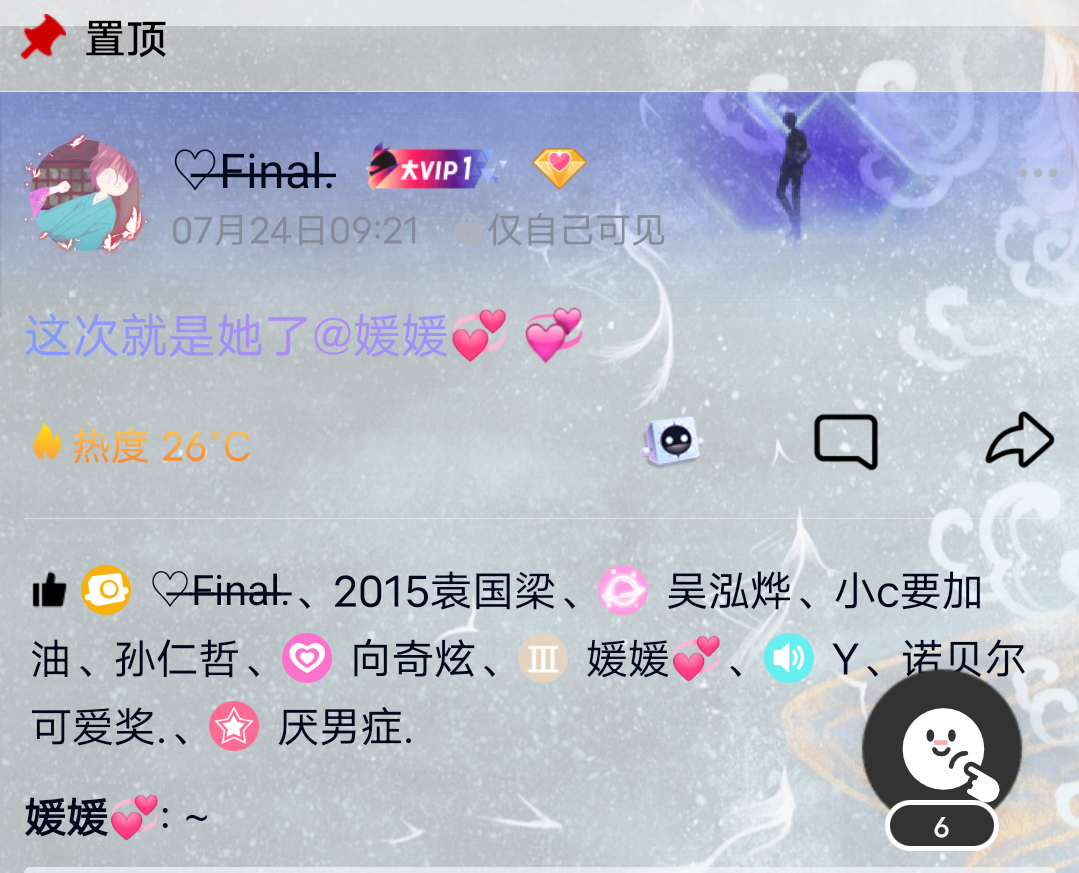 置顶
♡Final. 大VIP1
07月24日09:21 仅自己可见
这次就是她了@媛媛💞 💞
热度 26°C
♡Final.、2015袁国梁、吴泓烨、小c要加
油、孙仁哲、向奇炫、III 媛媛💞、Y、诺贝尔
可爱奖.、厌男症.
媛媛💞: ~
6